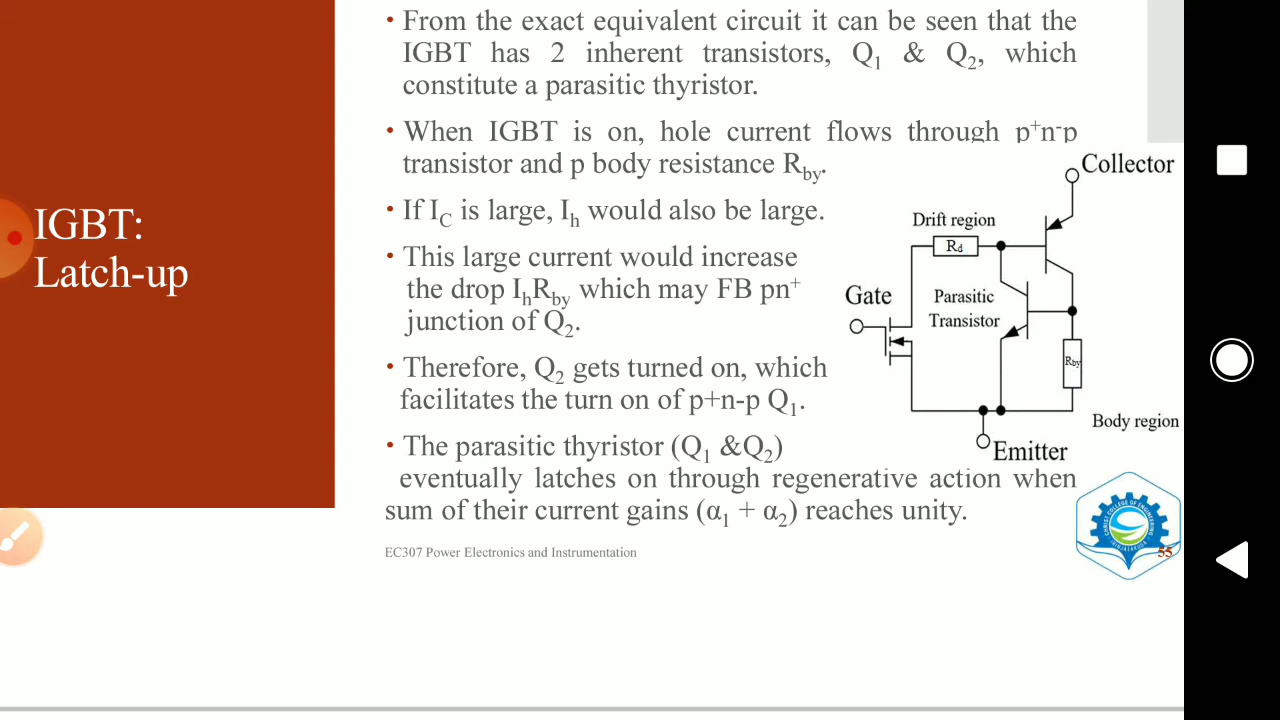 IGBT:
Latch-up
• From the exact equivalent circuit it can be seen that the
IGBT has 2 inherent transistors, Q1 & Q2, which
constitute a parasitic thyristor.
• When IGBT is on, hole current flows through p+n-p
transistor and p body resistance Rby.
• If IC is large, Ih would also be large.
• This large current would increase
the drop IhRby which may FB pn+
junction of Q2.
• Therefore, Q2 gets turned on, which
facilitates the turn on of p+n-p Q1.
• The parasitic thyristor (Q1 &Q2)
eventually latches on through regenerative action when
sum of their current gains (α1 + α2) reaches unity.
Collector
Drift region
Rd
Gate
Parasitic
Transistor
Rby
Body region
Emitter
EC307 Power Electronics and Instrumentation
55